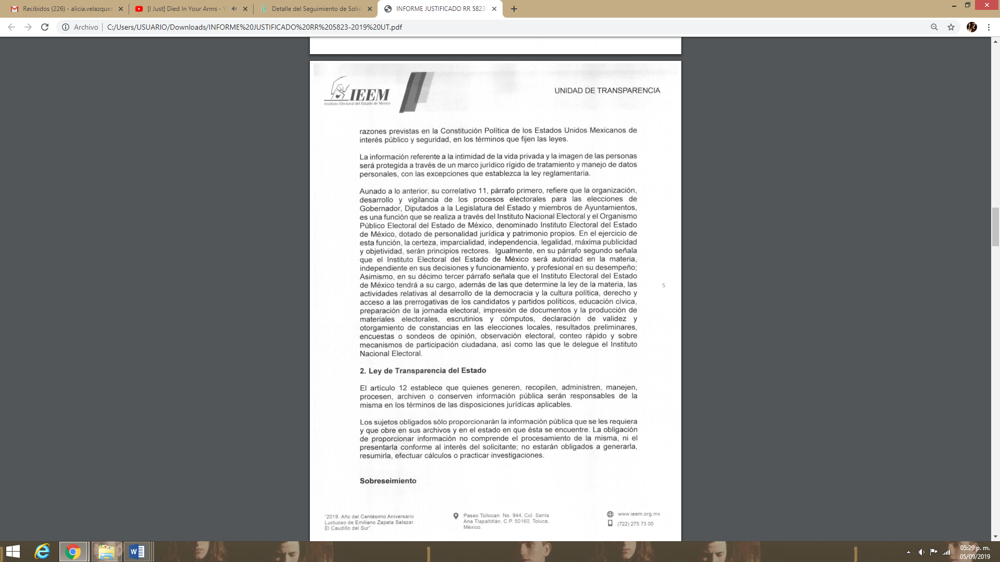 Recibidos (226) - alicia.velazquez
[I Just] Died In Your Arms - Y
Detalle del Seguimiento de Solic
INFORME JUSTIFICADO RR 5823-
Archivo
C:/Users/USUARIO/Downloads/INFORME%20JUSTIFICADO%20RR%205823-2019%20UT.pdf
IEEM
Instituto Electoral del Estado de México
UNIDAD DE TRANSPARENCIA
razones previstas en la Constitución Política de los Estados Unidos Mexicanos de
interés público y seguridad, en los términos que fijen las leyes.
La información referente a la intimidad de la vida privada y la imagen de las personas
será protegida a través de un marco jurídico rígido de tratamiento y manejo de datos
personales, con las excepciones que establezca la ley reglamentaria.
Aunado a lo anterior, su correlativo 11, párrafo primero, refiere que la organización,
desarrollo y vigilancia de los procesos electorales para las elecciones de
Gobernador, Diputados a la Legislatura del Estado y miembros de Ayuntamientos,
es una función que se realiza a través del Instituto Nacional Electoral y el Organismo
Público Electoral del Estado de México, denominado Instituto Electoral del Estado
de México, dotado de personalidad jurídica y patrimonio propios. En el ejercicio de
esta función, la certeza, imparcialidad, independencia, legalidad, máxima publicidad
y objetividad, serán principios rectores. Igualmente, en su párrafo segundo señala
que el Instituto Electoral del Estado de México será autoridad en la materia,
independiente en sus decisiones y funcionamiento, y profesional en su desempeño;
Asimismo, en su décimo tercer párrafo señala que el Instituto Electoral del Estado
de México tendrá a su cargo, además de las que determine la ley de la materia, las
actividades relativas al desarrollo de la democracia y la cultura política, derecho y
acceso a las prerrogativas de los candidatos y partidos políticos, educación cívica,
preparación de la jornada electoral, impresión de documentos y la producción de
materiales electorales, escrutinios y cómputos, declaración de validez y
otorgamiento de constancias en las elecciones locales, resultados preliminares,
encuestas o sondeos de opinión, observación electoral, conteo rápido y sobre
mecanismos de participación ciudadana, así como las que le delegue el Instituto
Nacional Electoral.
5
2. Ley de Transparencia del Estado
El artículo 12 establece que quienes generen, recopilen, administren, manejen,
procesen, archiven o conserven información pública serán responsables de la
misma en los términos de las disposiciones jurídicas aplicables.
Los sujetos obligados sólo proporcionarán la información pública que se les requiera
y que obre en sus archivos y en el estado en que ésta se encuentre. La obligación
de proporcionar información no comprende el procesamiento de la misma, ni el
presentarla conforme al interés del solicitante; no estarán obligados a generarla,
resumirla, efectuar cálculos o practicar investigaciones.
Sobreseimiento
"2019. Año del Centésimo Aniversario
Luctuoso de Emiliano Zapata Salazar.
El Caudillo del Sur".
Paseo Tollocan No. 944, Col. Santa
Ana Tlapaltitlán, C.P. 50160, Toluca,
México.
www.ieem.org.mx
(722) 275 73 00
05:29 p. m.
05/09/2019